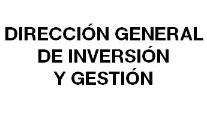 DIRECCIÓN GENERAL
DE INVERSIÓN
Y GESTIÓN